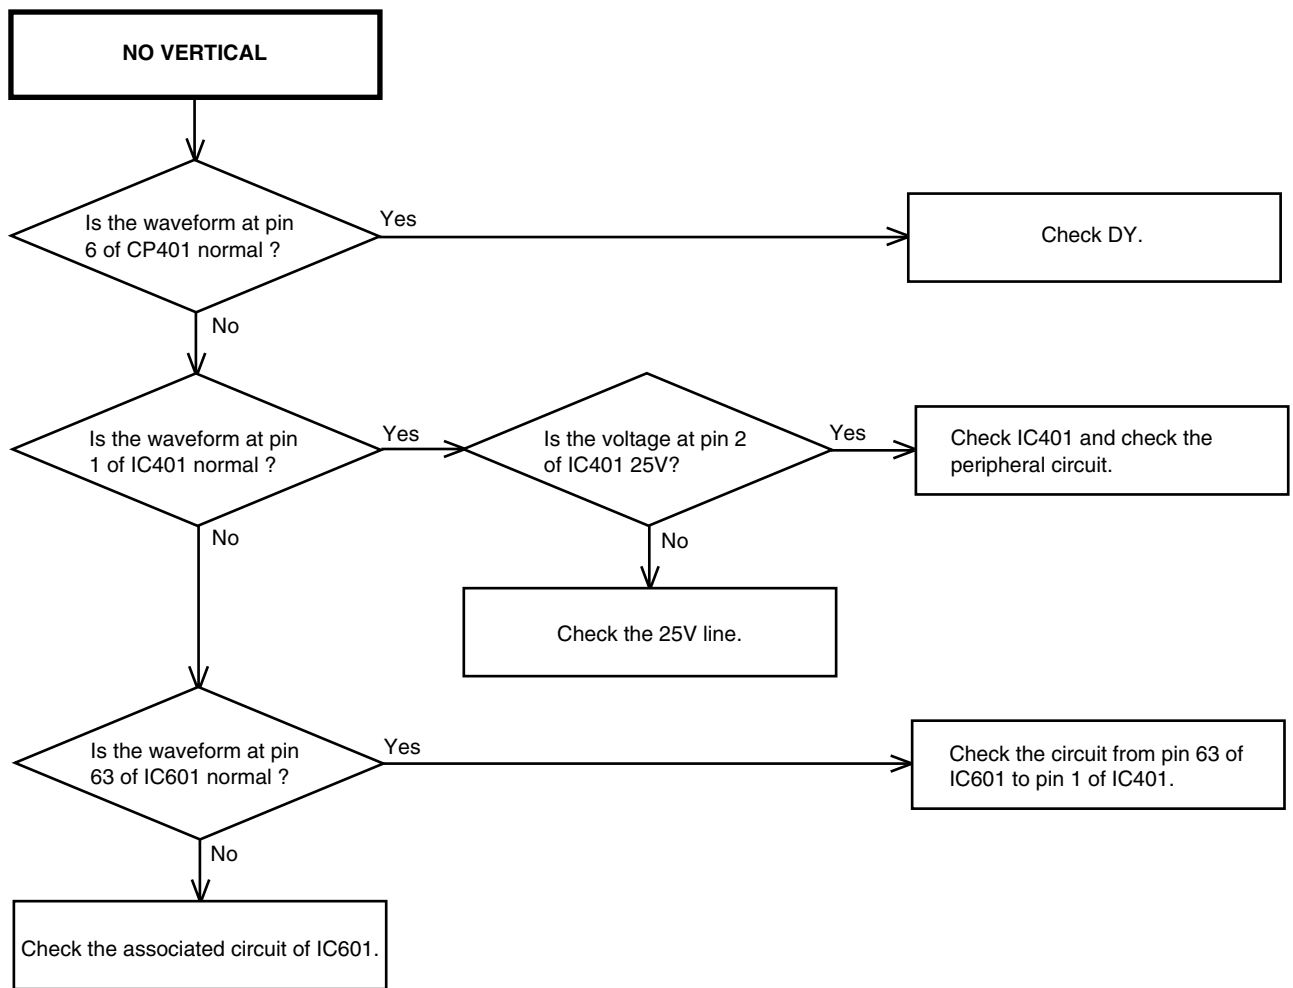 NO VERTICAL
Is the waveform at pin
6 of CP401 normal ?
Yes
Check DY.
No
Is the waveform at pin
1 of IC401 normal ?
Yes
Is the voltage at pin 2
of IC401 25V?
Yes
Check IC401 and check the
peripheral circuit.
No
No
Check the 25V line.
Is the waveform at pin
63 of IC601 normal ?
Yes
Check the circuit from pin 63 of
IC601 to pin 1 of IC401.
No
Check the associated circuit of IC601.